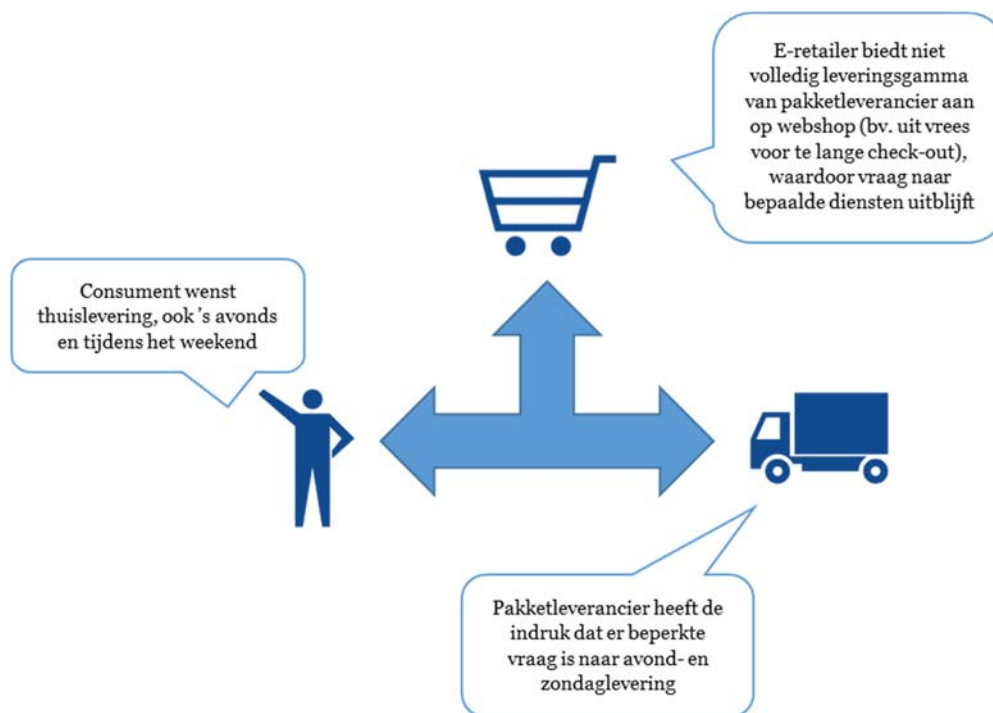 E-retailer biedt niet
volledig leveringsgamma
van pakketleverancier aan
op webshop (bv. uit vrees
voor te lange check-out),
waardoor vraag naar
bepaalde diensten uitblijft
Consument wenst
thuislevering, ook 's avonds
en tijdens het weekend
Pakketleverancier heeft de
indruk dat er beperkte
vraag is naar avond- en
zondaglevering